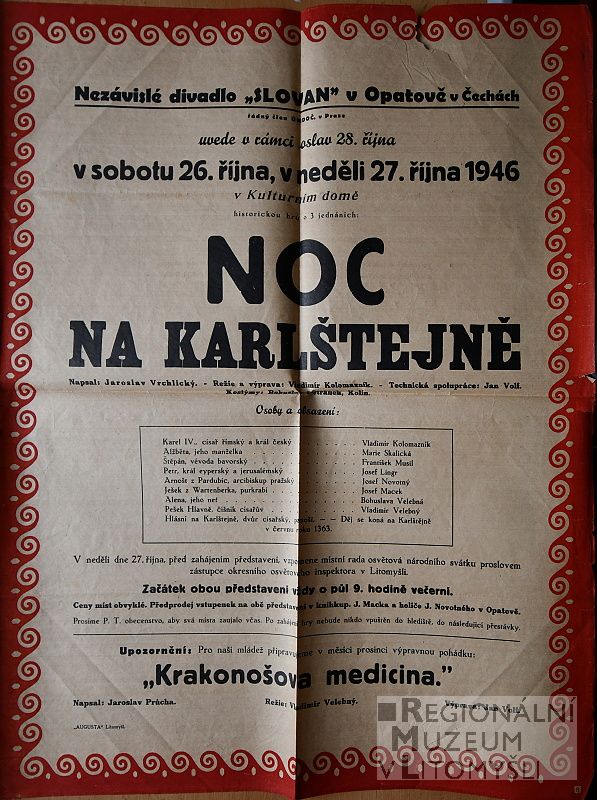 Nezávislé divadlo „SLOVAN” v Opatově v Čechách
řádný člen v Praze
uvede v rámci oslav 28. října
v sobotu 26. října, v neděli 27. října 1946
v Kulturním domě
historickou hru o 3 jednáních:
NOC
NA KARLŠTEJNĚ
Napsal: Jaroslav Vrchlický. - Režie a výprava: Vladimír Kolomazník. - Technická spolupráce: Jan Volf.
Kostýmy: Bohuslav Kolín.
Osoby a obsazení:
Karel IV., císař římský a král český . . . Vladimír Kolomazník
Alžběta, jeho manželka . . . Marie Skalická
Štěpán, vévoda bavorský . . . František Musil
Petr, král cyperský a jerusalémský . . . Josef Lingr
Arnošt z Pardubic, arcibiskup pražský . . . Josef Novotný
Ješek z Wartenberka, purkrabí . . . Josef Macek
Alena, jeho neť . . . Bohuslava Velebná
Pešek Hlavně, číšník císařův . . . Vladimír Velebný
Hlásní na Karlštejně, dvůr císařský, panoši. — – Děj se koná na Karlštejně
v červnu roku 1363.
V neděli dne 27. října, před zahájením představení, vzpomene místní rada osvětová národního svátku proslovem
zástupce okresního osvětového inspektora v Litomyšli.
Začátek obou představení vždy o půl 9. hodině večerní.
Ceny míst obvyklé. Předprodej vstupenek na obě představení v knihkup. J. Macka a holiče J. Novotného v Opatově.
Prosíme P. T. obecenstvo, aby svá místa zaujalo včas. Po zahájení hry nebude nikdo vpuštěn do hlediště, do následující přestávky.
Upozornění: Pro naši mládež připravujeme v měsíci prosinci výpravnou pohádku:
„Krakonošova medicina.”
Napsal: Jaroslav Průcha. Režie: Vladimír Velebný. Výprava: Jan Volf.
„AUGUSTA” Litomyšl.
REGIONÁLNÍ
MUZEUM
V LITOMYŠLI